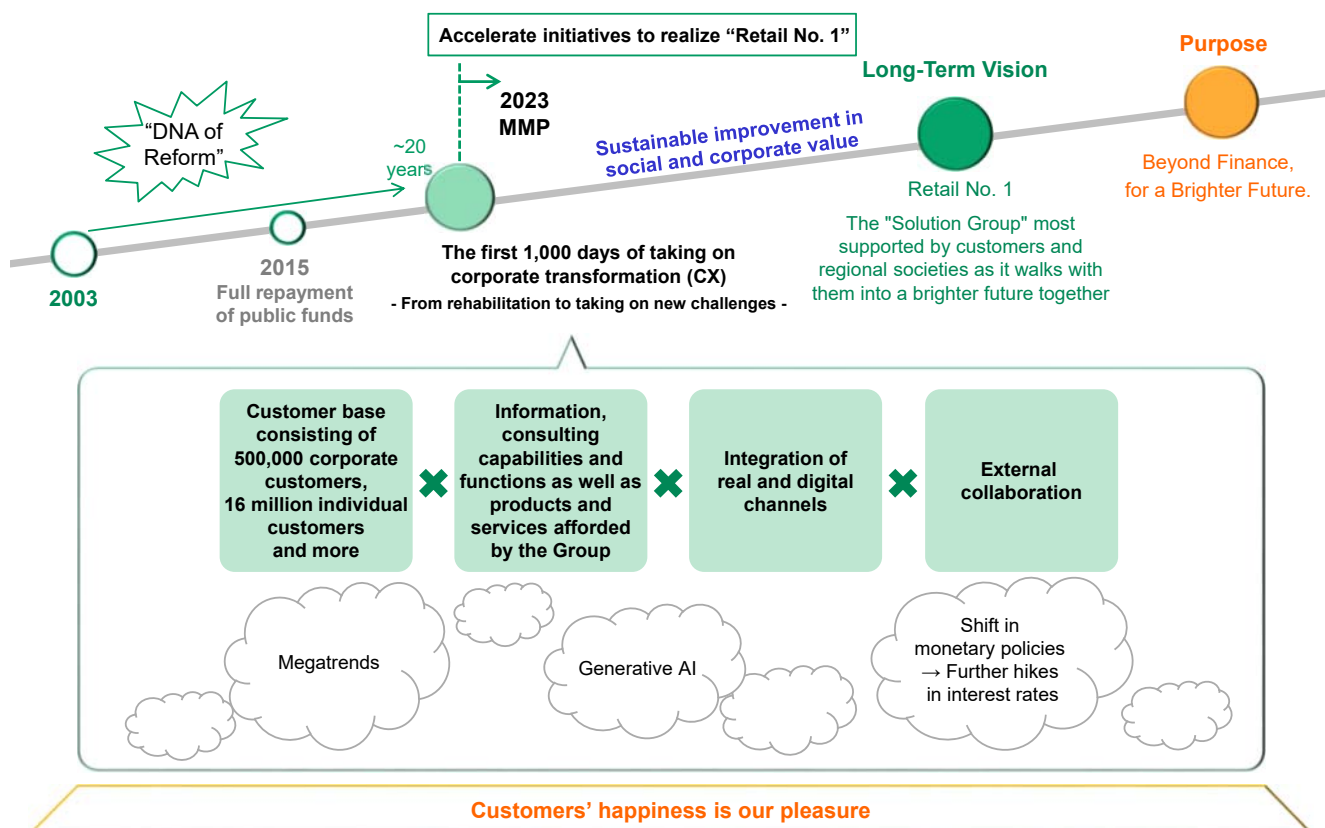 Accelerate initiatives to realize “Retail No. 1”
Purpose
Long-Term Vision
2023
MMP
“DNA of
Reform”
~20
years
Sustainable improvement in
social and corporate value
Beyond Finance,
for a Brighter Future.
Retail No. 1
The "Solution Group" most
supported by customers and
regional societies as it walks with
them into a brighter future together
2003
2015
Full repayment
of public funds
The first 1,000 days of taking on
corporate transformation (CX)
- From rehabilitation to taking on new challenges -
Customer base
consisting of
500,000 corporate
customers,
16 million individual
customers
and more
Information,
consulting
capabilities and
functions as well as
products and
services afforded
by the Group
Integration of
real and digital
channels
External
collaboration
Megatrends
Generative AI
Shift in
monetary policies
→ Further hikes
in interest rates
Customers’ happiness is our pleasure